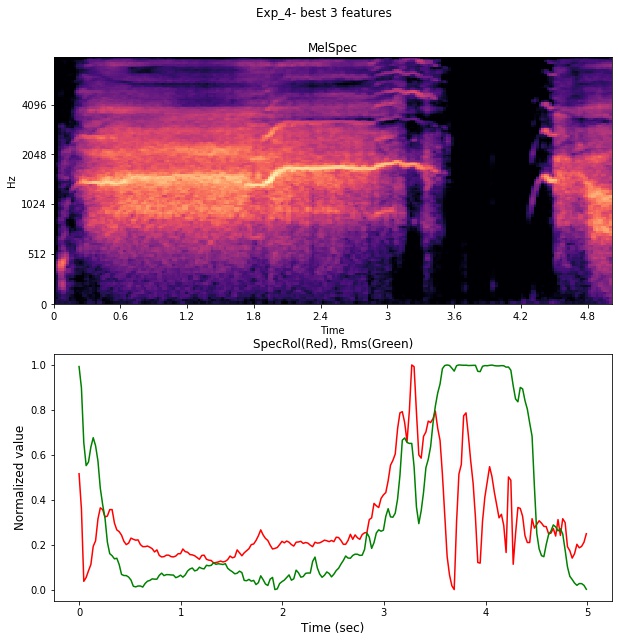 Exp_4- best 3 features
MelSpec
4096
2048
1024
512
0
Hz
0 0.6 1.2 1.8 2.4 3 3.6 4.2 4.8
Time
SpecRol(Red), Rms(Green)
1.0
0.8
0.6
0.4
0.2
0.0
Normalized value
0 1 2 3 4 5
Time (sec)